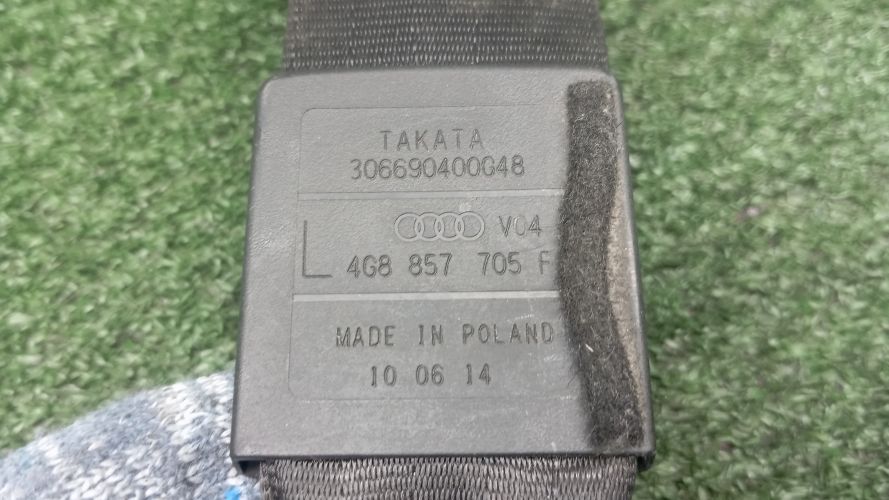 TAKATA
306690400G48
V04
L 4G8 857 705 F
MADE IN POLAND
10 06 14